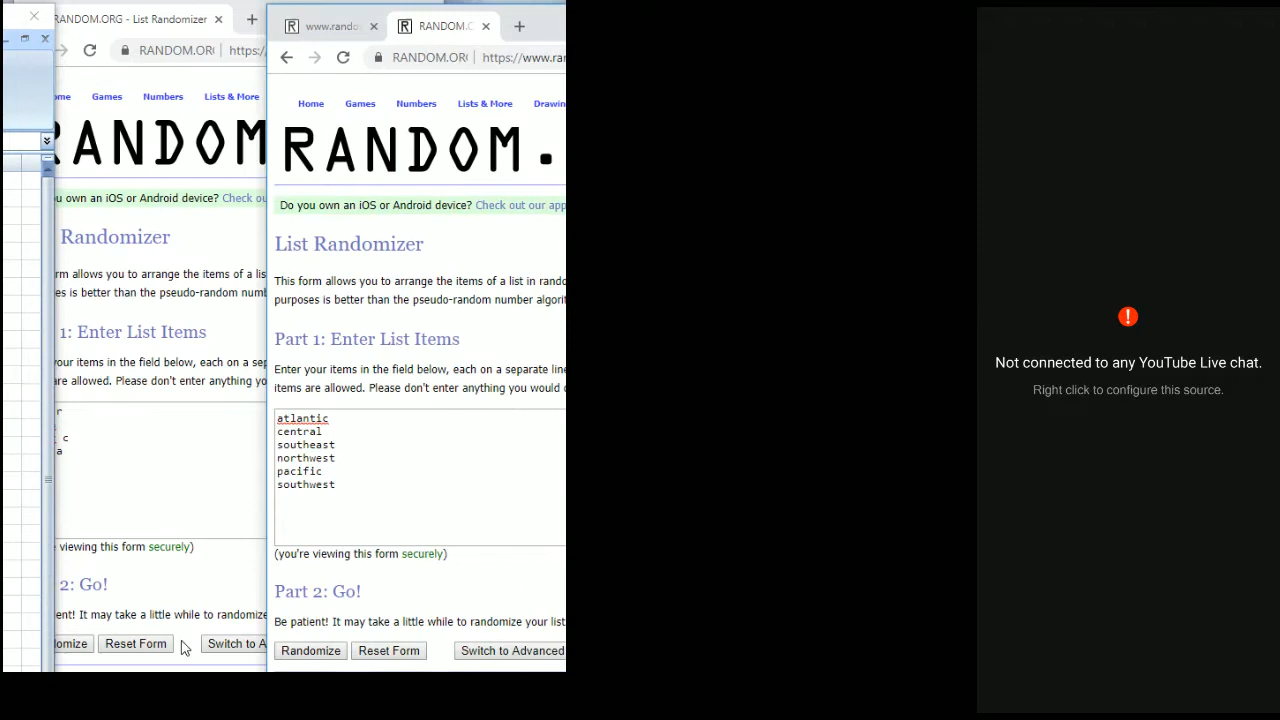 RANDOM.ORG - List Randomizer
RANDOM.OR
https:/
ome Games Numbers Lists & More
RANDOM
u own an iOS or Android device? Check ou
Randomizer
rm allows you to arrange the items of a lis
es is better than the pseudo-random numb
1: Enter List Items
our items in the field below, each on a sepa
are allowed. Please don't enter anything yo
r
c
a
viewing this form securely)
2: Go!
ent! It may take a little while to randomize
omize Reset Form Switch to A
www.rando
RANDOM.O
RANDOM.OR
https://www.ran
Home Games Numbers Lists & More Drawin
RANDOM.
Do you own an iOS or Android device? Check out our app
List Randomizer
This form allows you to arrange the items of a list in rando
purposes is better than the pseudo-random number algorit
Part 1: Enter List Items
Enter your items in the field below, each on a separate line
items are allowed. Please don't enter anything you would c
atlantic
central
southeast
northwest
pacific
southwest
(you're viewing this form securely)
Part 2: Go!
Be patient! It may take a little while to randomize your list
Randomize Reset Form Switch to Advanced
Not connected to any YouTube Live chat.
Right click to configure this source.